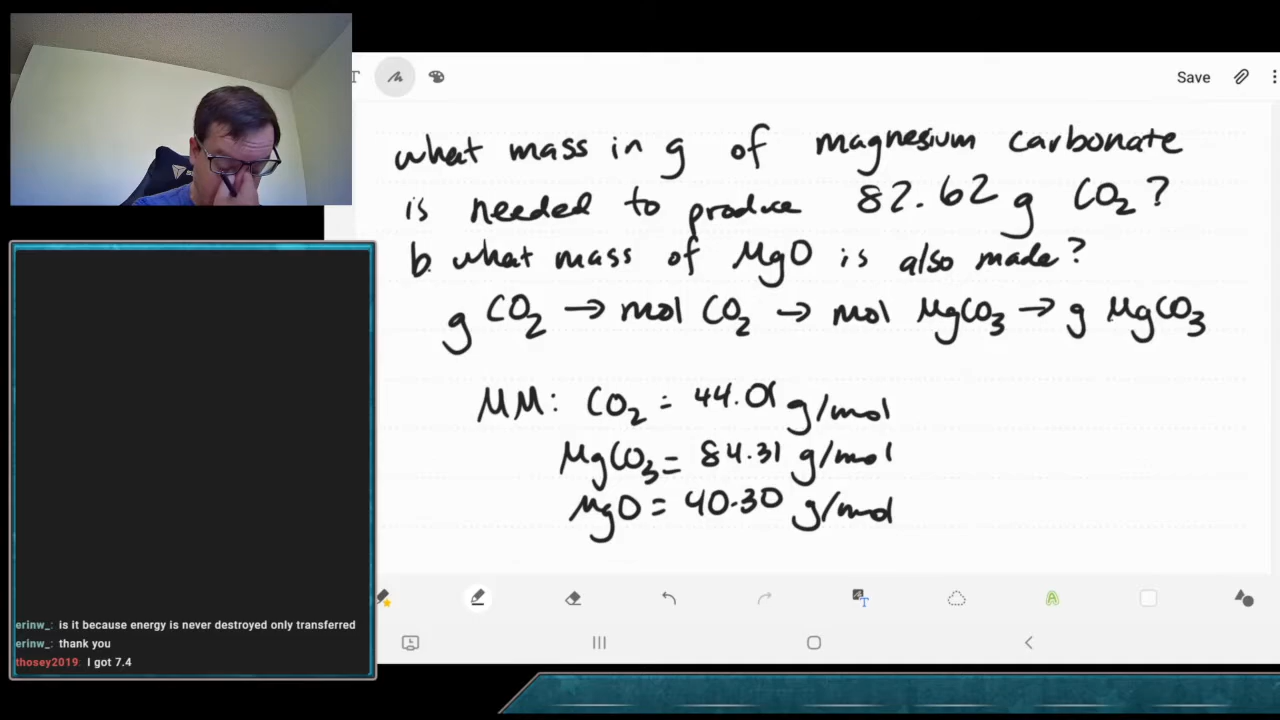 T
Save
what mass in g of magnesium carbonate
is needed to produce 82.62 g CO2?
b. what mass of MgO is also made?
g CO2 → mol CO2 → mol MgCO3 → g MgCO3
MM: CO2 = 44.01 g/mol
MgCO3 = 84.31 g/mol
MgO = 40.30 g/mol
T
A
erinw_: is it because energy is never destroyed only transferred
erinw_: thank you
thosey2019: I got 7.4